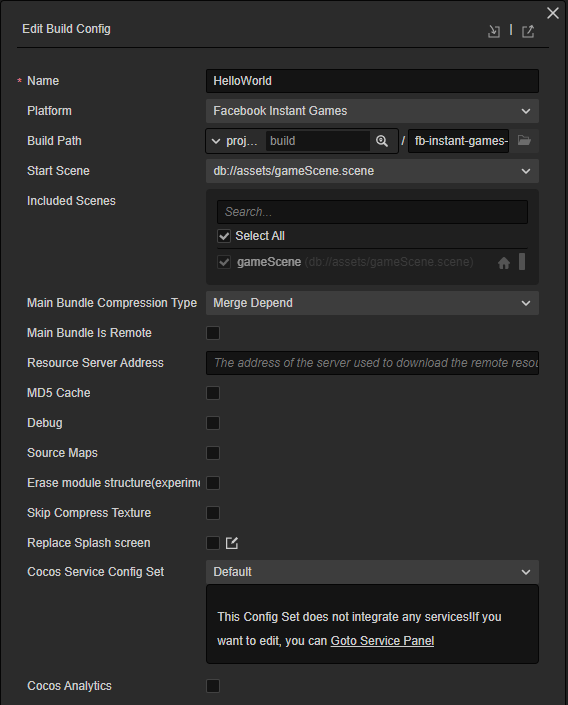 Edit Build Config
* Name HelloWorld
Platform Facebook Instant Games
Build Path proj... build / fb-instant-games-
Start Scene db://assets/gameScene.scene
Included Scenes
Search...
Select All
gameScene (db://assets/gameScene.scene)
Main Bundle Compression Type Merge Depend
Main Bundle Is Remote
Resource Server Address The address of the server used to download the remote resou
MD5 Cache
Debug
Source Maps
Erase module structure(experime
Skip Compress Texture
Replace Splash screen
Cocos Service Config Set Default
This Config Set does not integrate any services!If you
want to edit, you can Goto Service Panel
Cocos Analytics